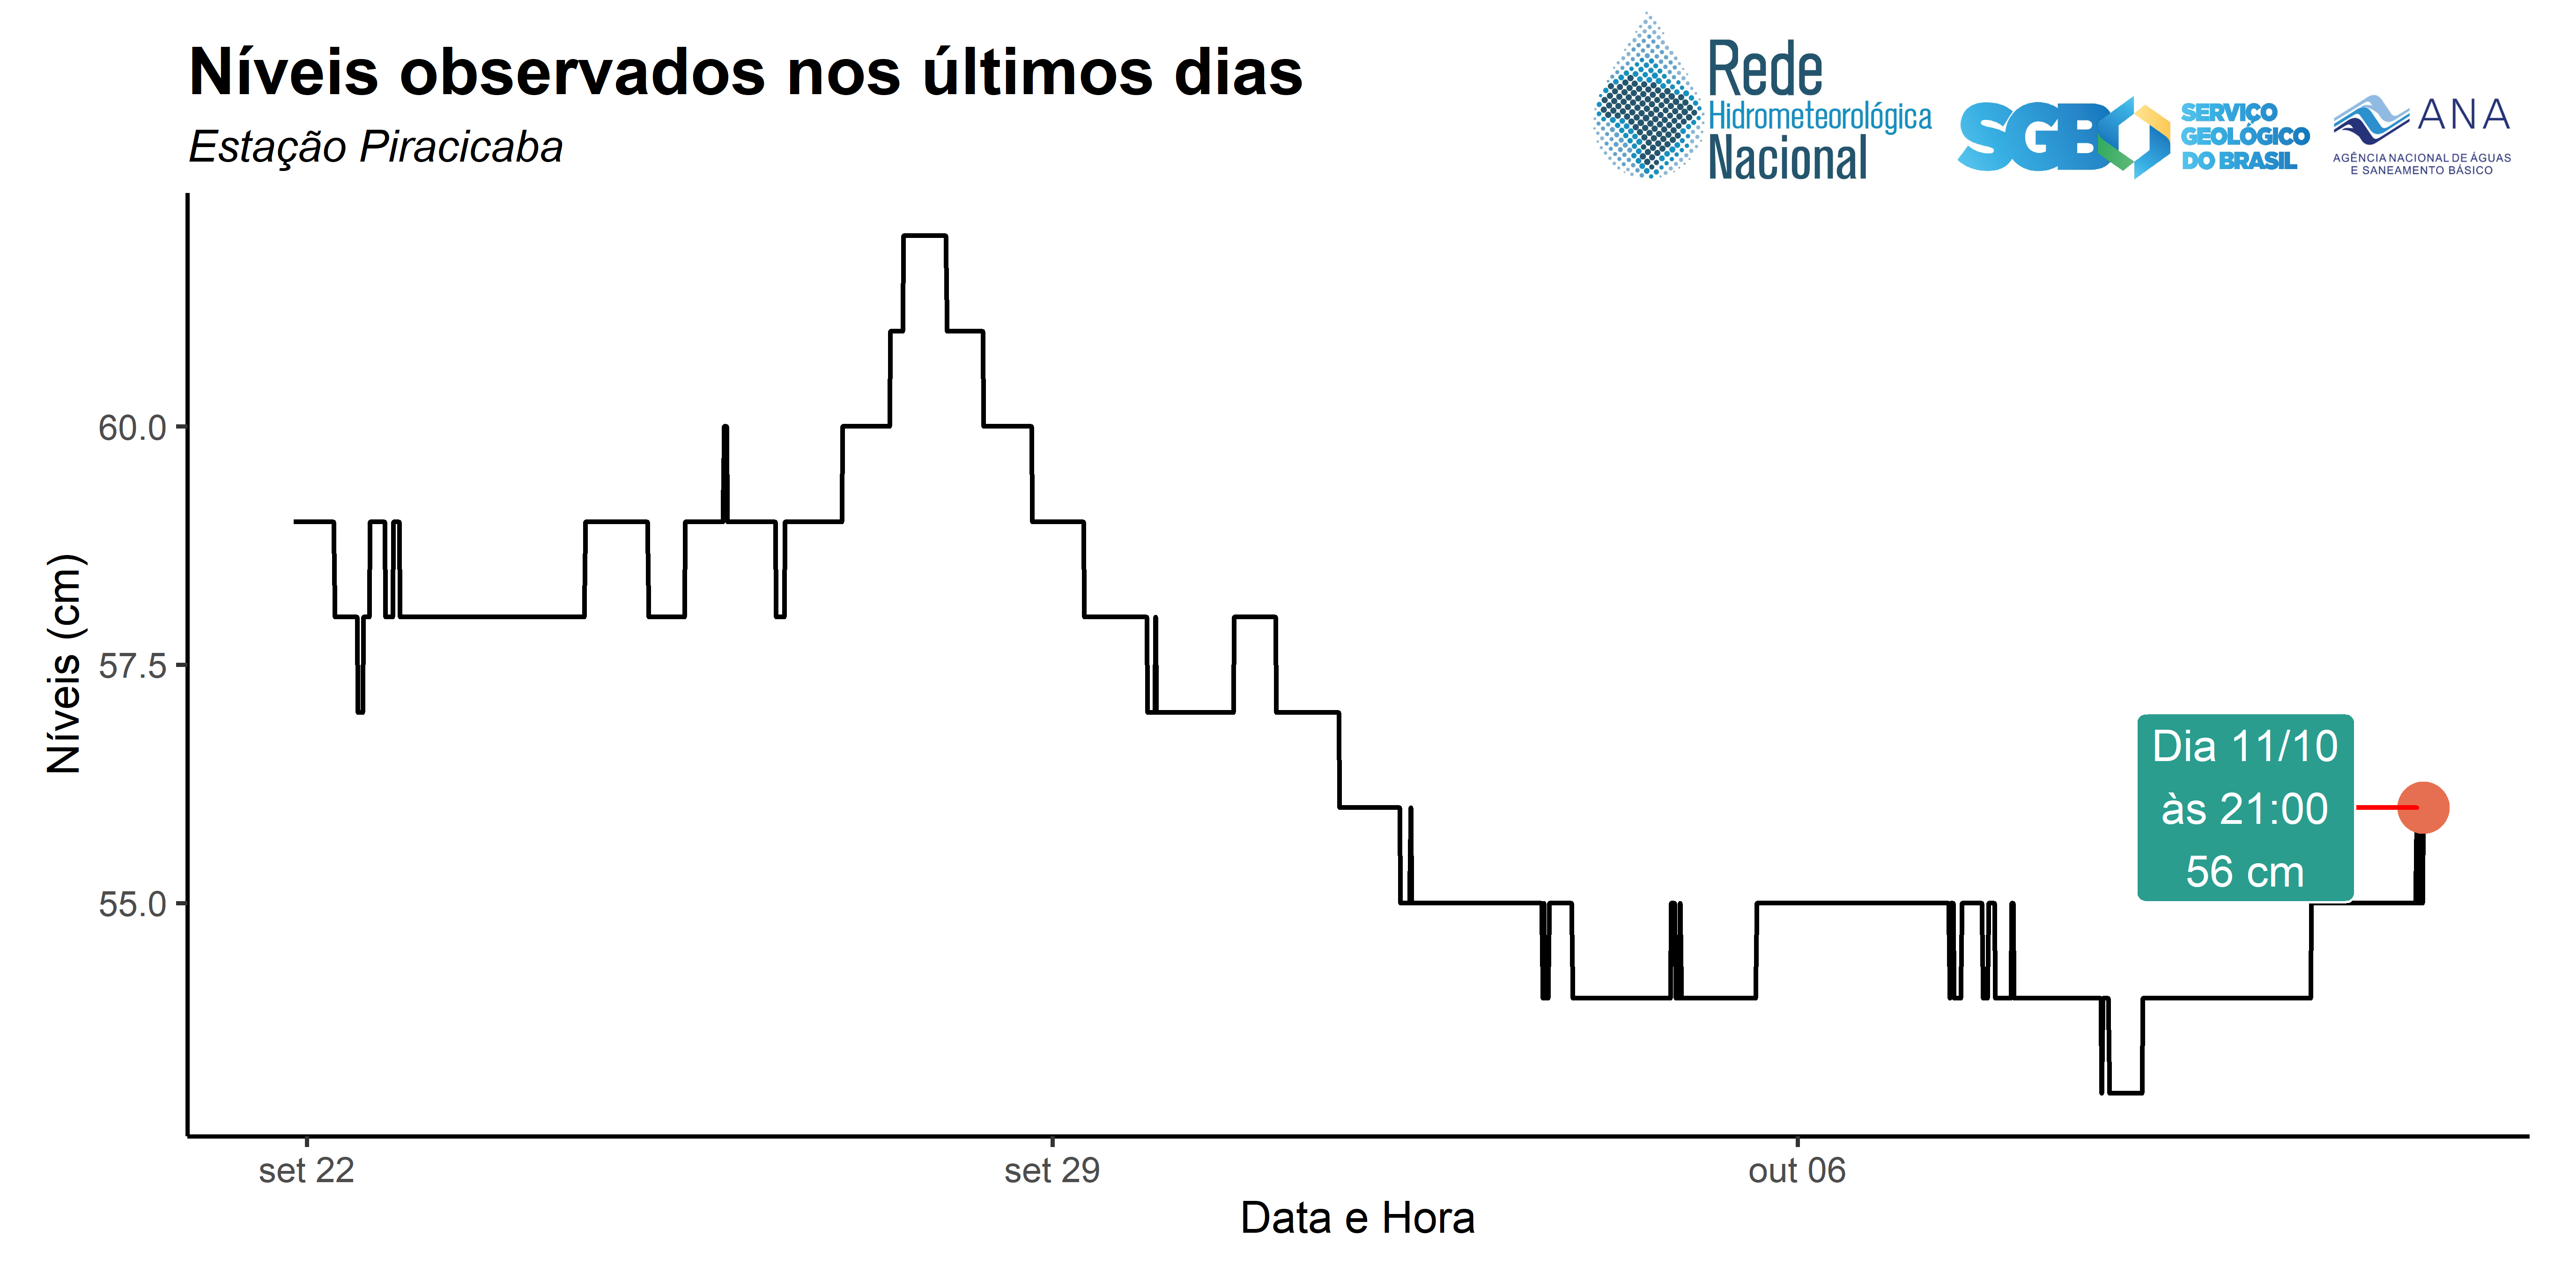 Níveis observados nos últimos dias
Estação Piracicaba
Rede
Hidrometeorológica
Nacional
SGB
SERVIÇO
GEOLÓGICO
DO BRASIL
ANA
AGÊNCIA NACIONAL DE ÁGUAS
E SANEAMENTO BÁSICO
Níveis (cm)
60.0
57.5
55.0
Dia 11/10
às 21:00
56 cm
set 22
set 29
out 06
Data e Hora